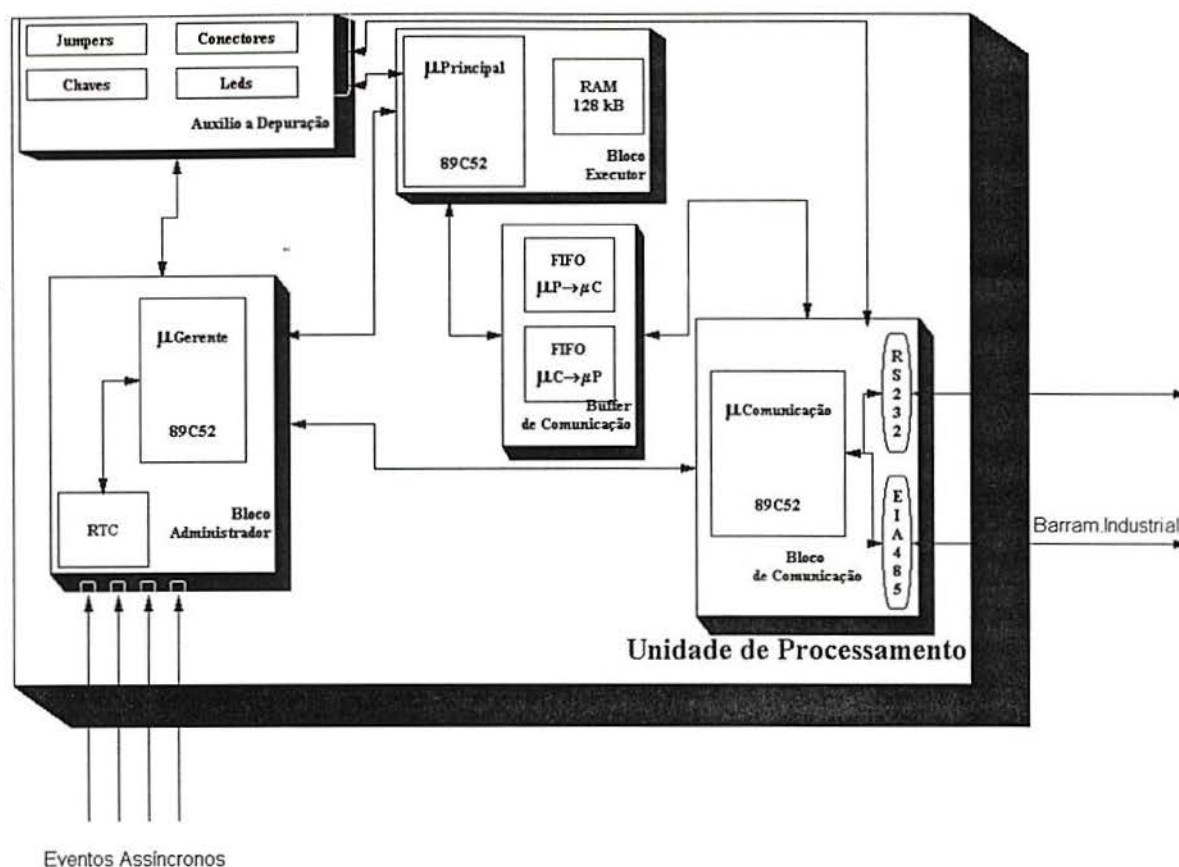 Jumpers
Conectores
Chaves
Leds
Auxílio a Depuração
µPrincipal
89C52
RAM
128 kB
Bloco
Executor
FIFO
µP→µC
FIFO
µC→µP
Buffer
de Comunicação
µGerente
89C52
RTC
Bloco
Administrador
µComunicação
89C52
Bloco
de Comunicação
RS232
EIA485
Barram.Industrial
Unidade de Processamento
Eventos Assíncronos